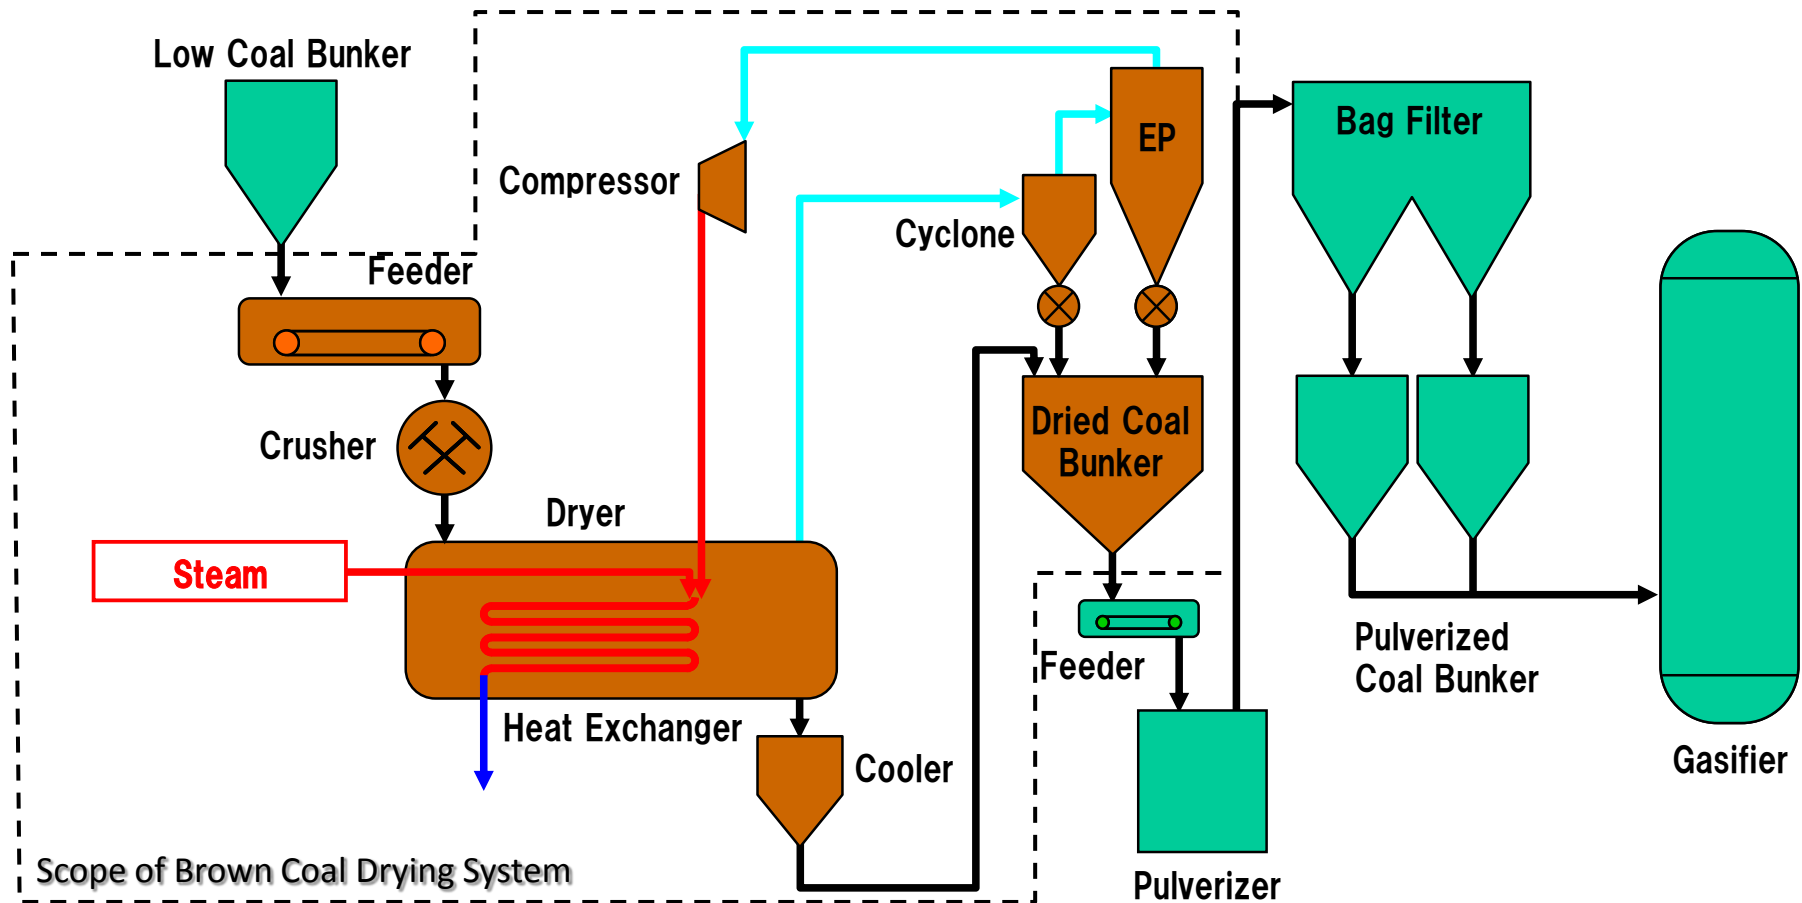 Low Coal Bunker
Bag Filter
EP
Compressor
Cyclone
Feeder
Dried Coal
Bunker
Crusher
Dryer
Steam
Pulverized
Coal Bunker
Feeder
Heat Exchanger
Cooler
Gasifier
Scope of Brown Coal Drying System
Pulverizer